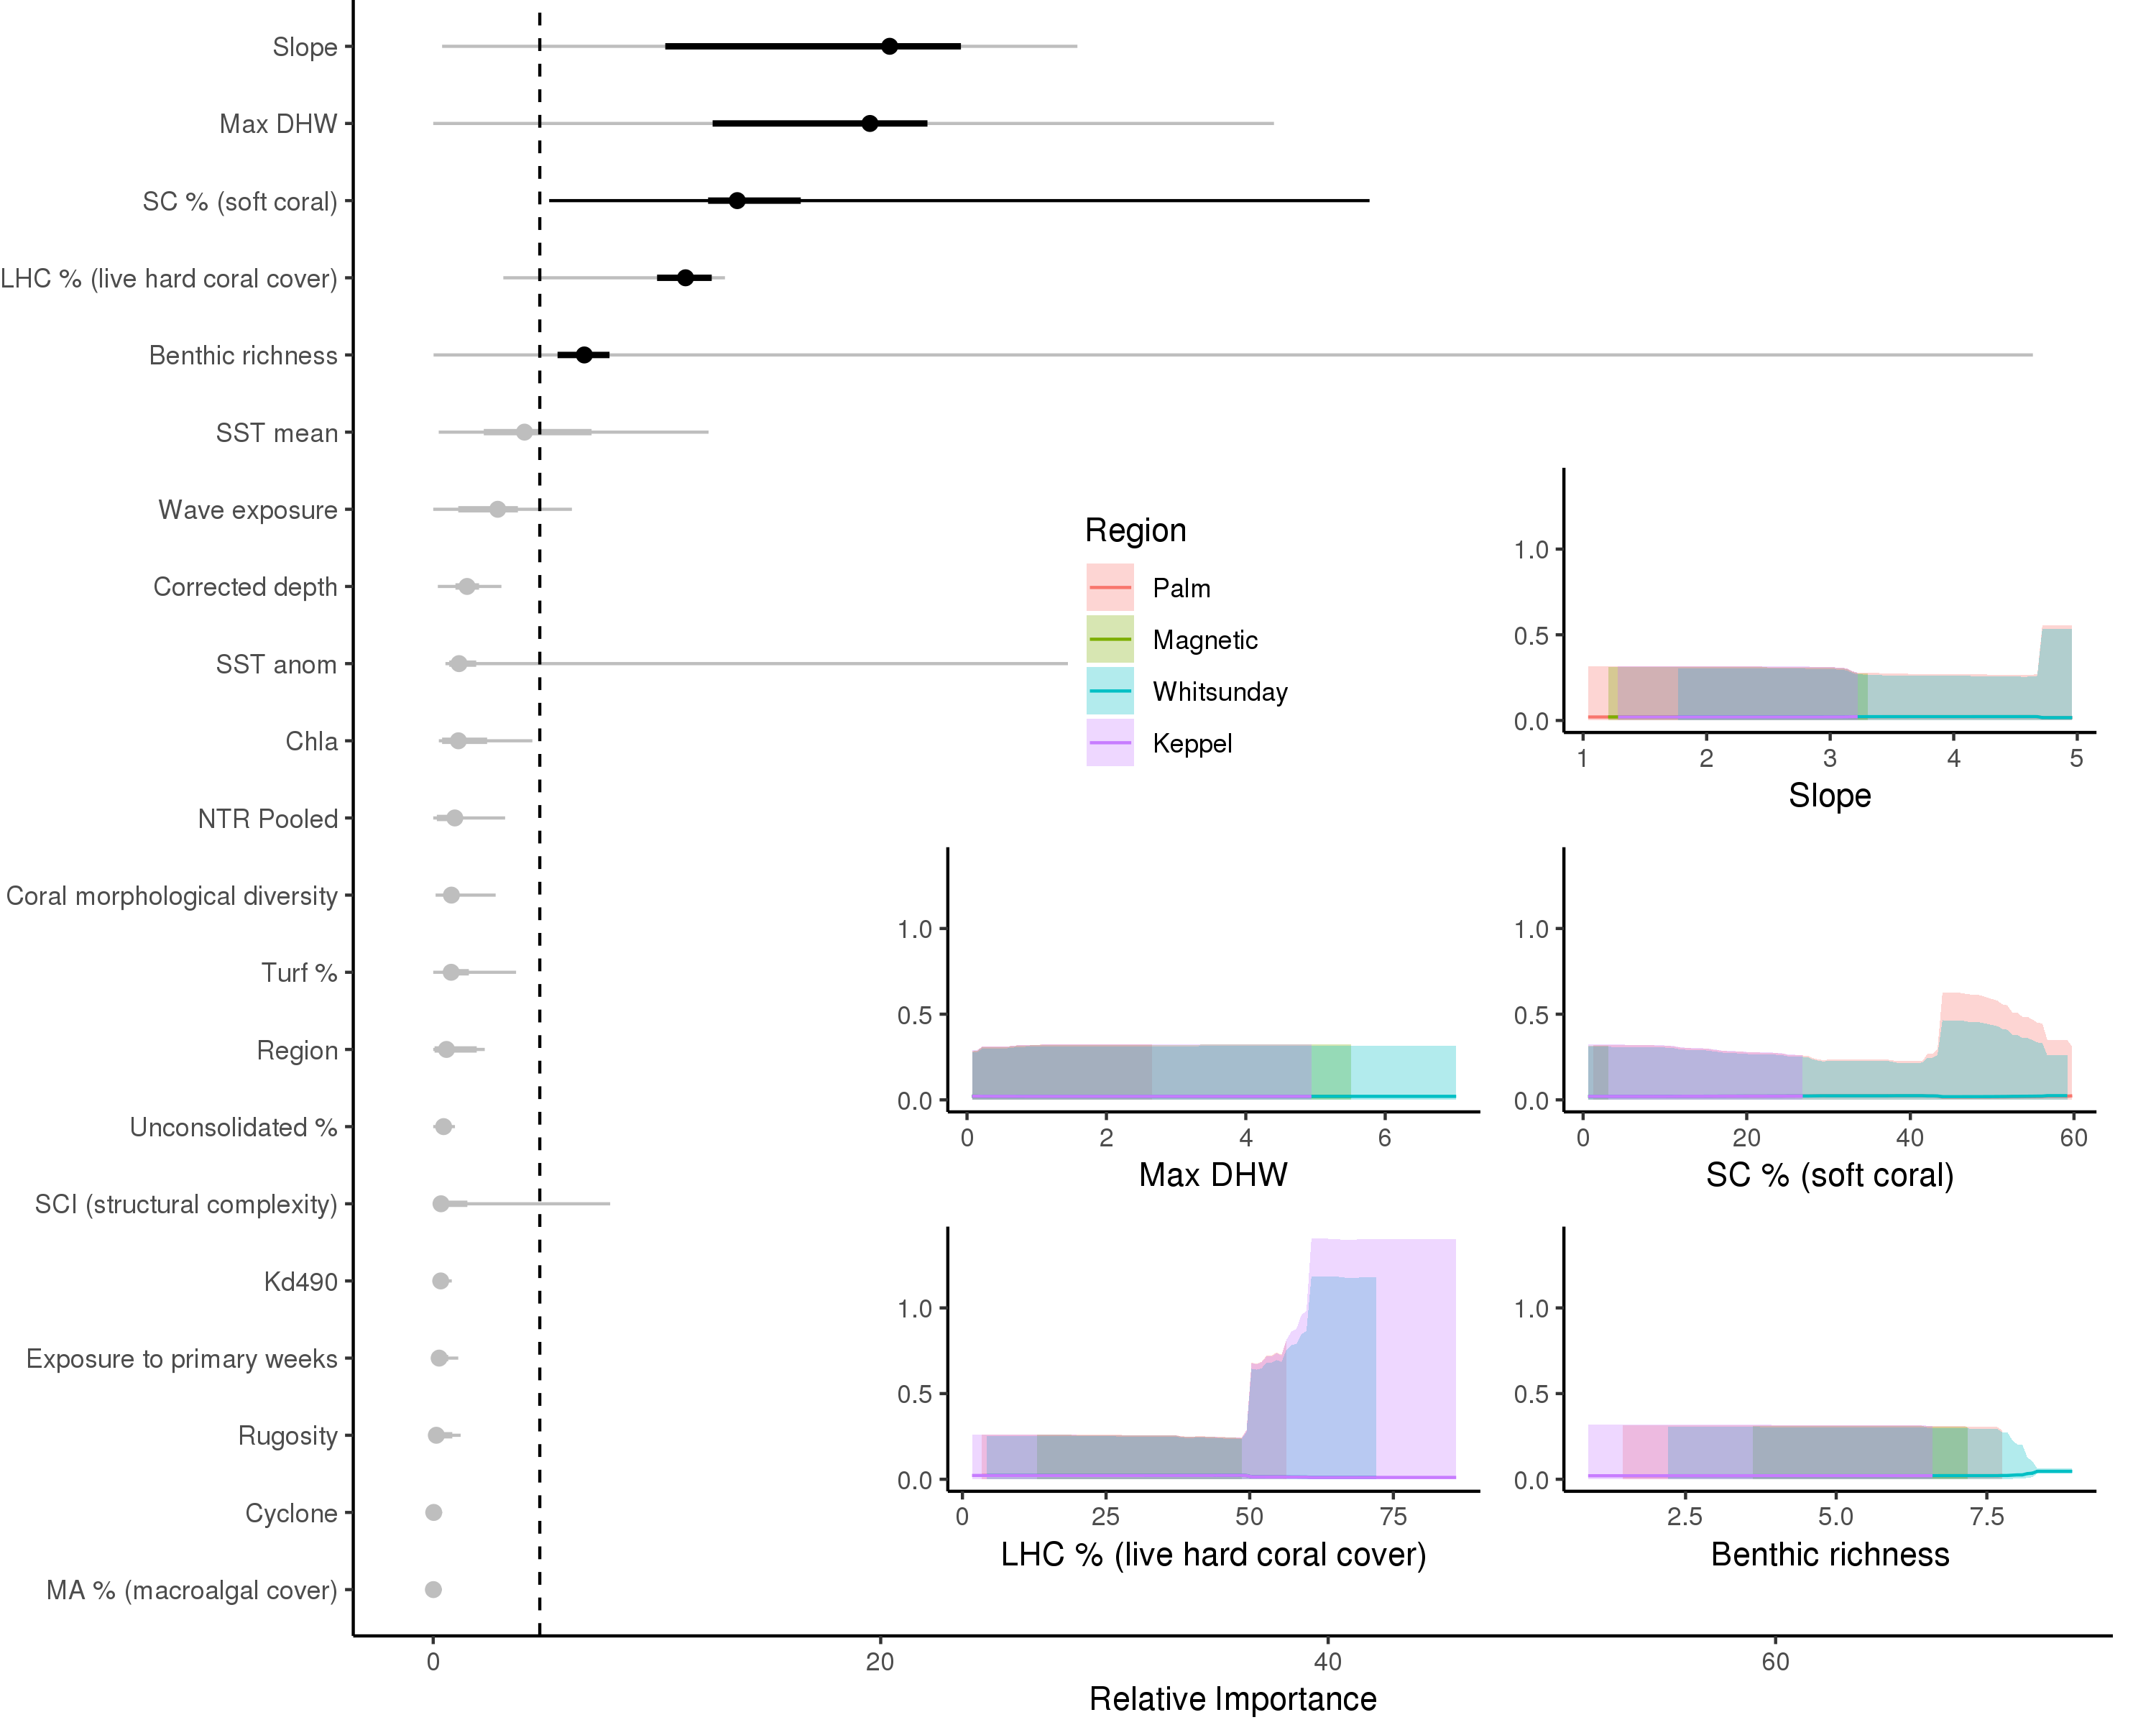 Slope
Max DHW
SC % (soft coral)
LHC % (live hard coral cover)
Benthic richness
SST mean
Wave exposure
Corrected depth
SST anom
Chla
NTR Pooled
Coral morphological diversity
Turf %
Region
Unconsolidated %
SCI (structural complexity)
Kd490
Exposure to primary weeks
Rugosity
Cyclone
MA % (macroalgal cover)
0 20 40 60
Relative Importance
Region
Palm
Magnetic
Whitsunday
Keppel
1.0
0.5
0.0
1 2 3 4 5
Slope
1.0
0.5
0.0
0 2 4 6
Max DHW
1.0
0.5
0.0
0 20 40 60
SC % (soft coral)
1.0
0.5
0.0
0 25 50 75
LHC % (live hard coral cover)
1.0
0.5
0.0
2.5 5.0 7.5
Benthic richness